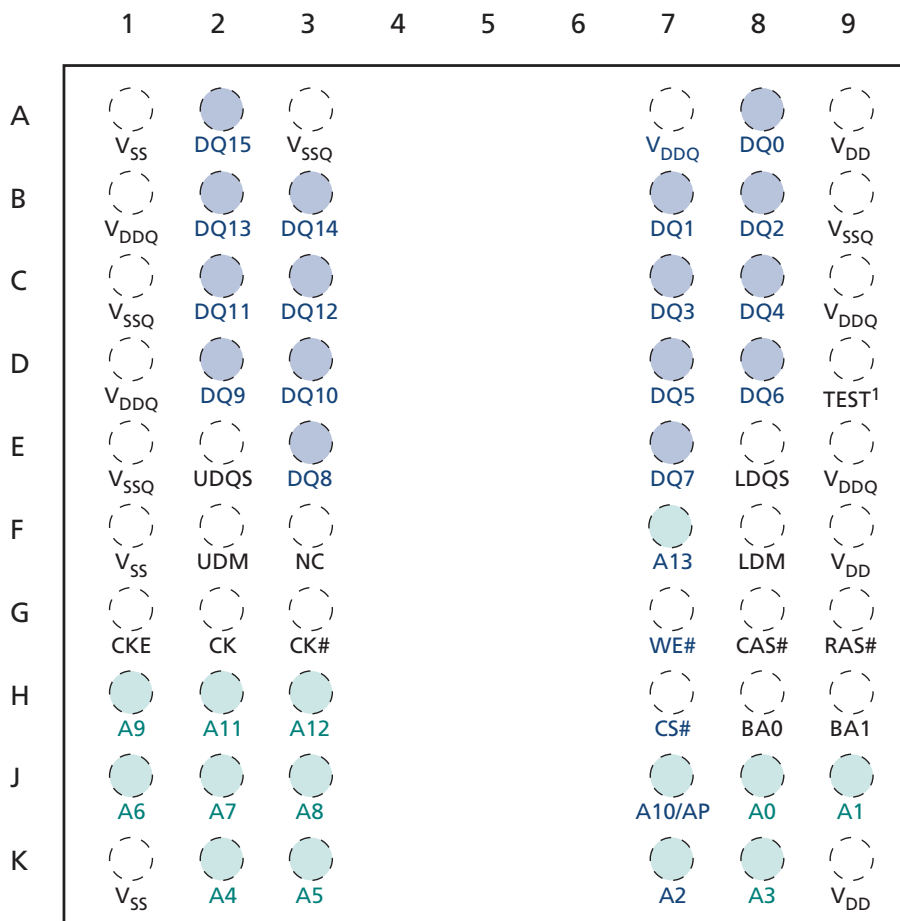 1 2 3 4 5 6 7 8 9
A
VSS DQ15 VSSQ VDDQ DQ0 VDD
B
VDDQ DQ13 DQ14 DQ1 DQ2 VSSQ
C
VSSQ DQ11 DQ12 DQ3 DQ4 VDDQ
D
VDDQ DQ9 DQ10 DQ5 DQ6 TEST1
E
VSSQ UDQS DQ8 DQ7 LDQS VDDQ
F
VSS UDM NC A13 LDM VDD
G
CKE CK CK# WE# CAS# RAS#
H
A9 A11 A12 CS# BA0 BA1
J
A6 A7 A8 A10/AP A0 A1
K
VSS A4 A5 A2 A3 VDD